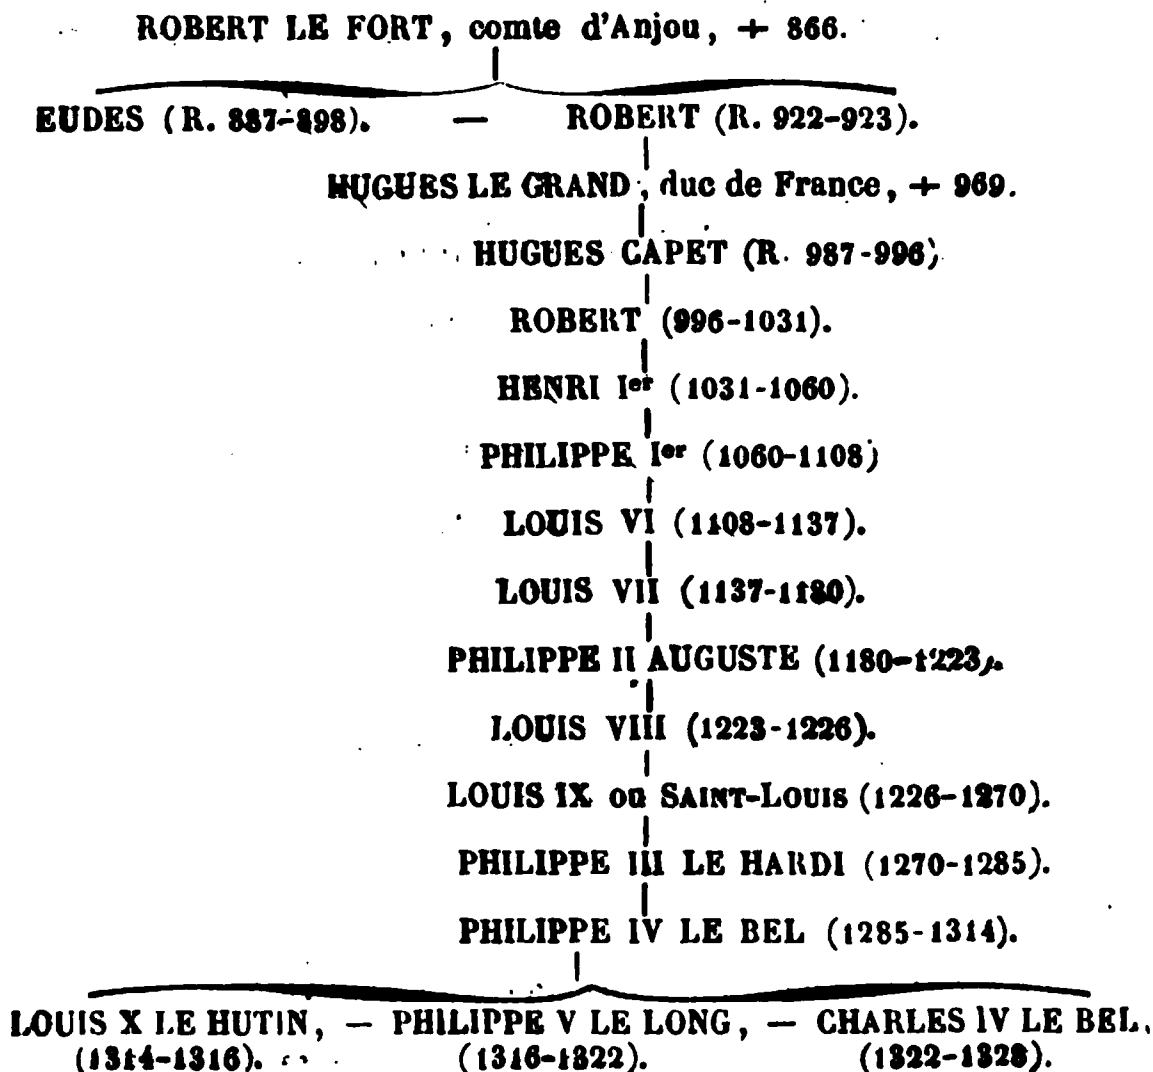 ROBERT LE FORT, comte d'Anjou, + 866.
EUDES (R. 887-898). — ROBERT (R. 922-923).
HUGUES LE GRAND, duc de France, + 969.
HUGUES CAPET (R. 987-996)
ROBERT (996-1031).
HENRI Ier (1031-1060).
PHILIPPE Ier (1060-1108)
LOUIS VI (1108-1137).
LOUIS VII (1137-1180).
PHILIPPE II AUGUSTE (1180-1223).
LOUIS VIII (1223-1226).
LOUIS IX ou SAINT-LOUIS (1226-1270).
PHILIPPE III LE HARDI (1270-1285).
PHILIPPE IV LE BEL (1285-1314).
LOUIS X LE HUTIN, — PHILIPPE V LE LONG, — CHARLES IV LE BEL,
(1314-1316). (1316-1322). (1322-1328).